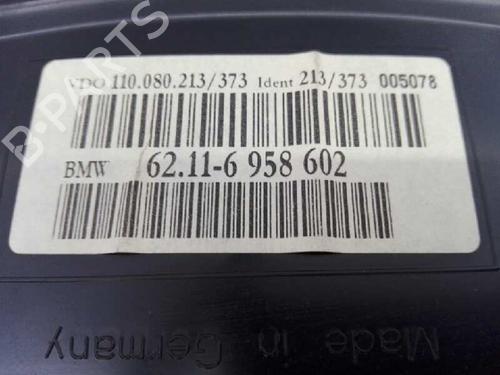 VDO 110.080.213/373 Ident 213/373 005078
BMW 62.11-6 958 602
Made in Germany
B-PARTS